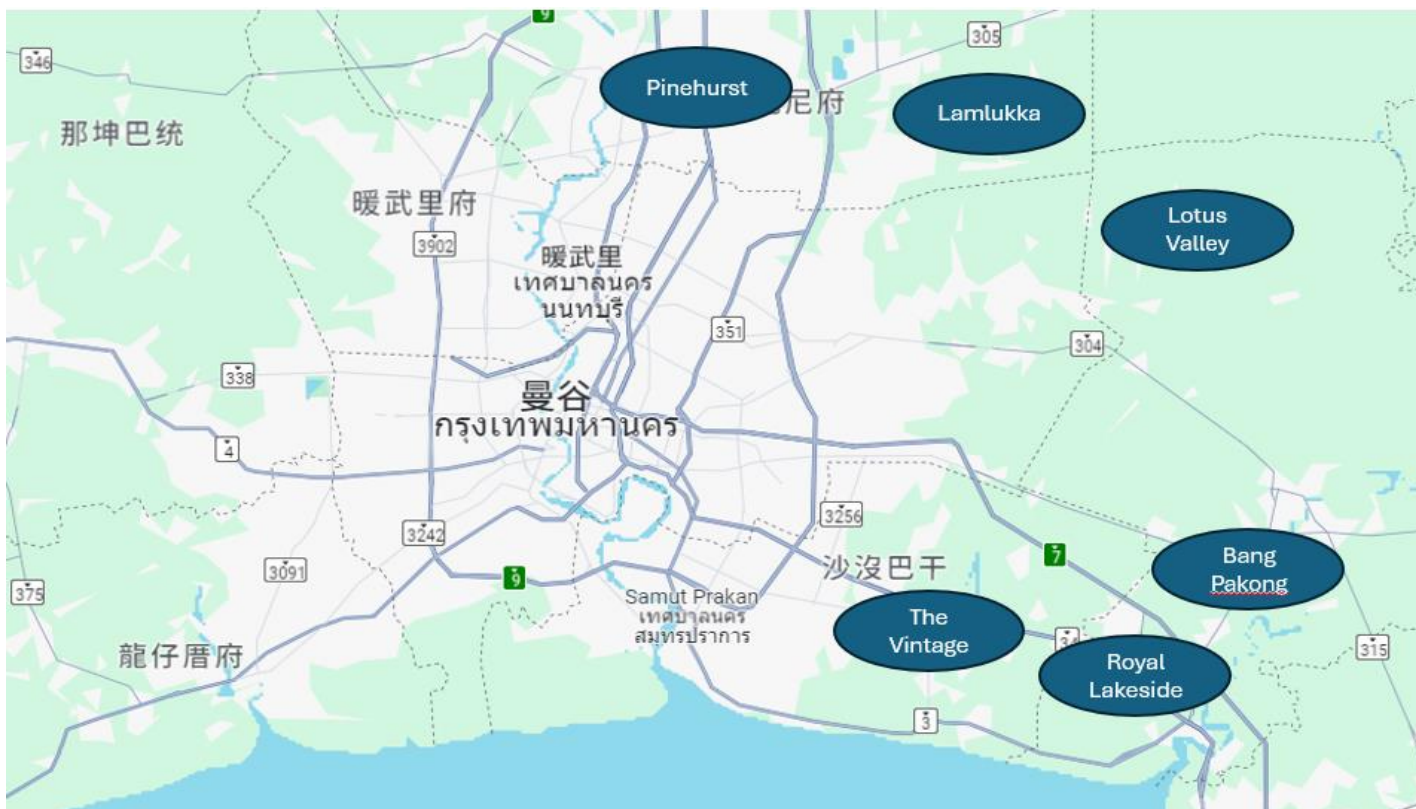 9
346
305
Pinehurst
尼府
Lamlukka
那坤巴统
暖武里府
Lotus
Valley
3902
暖武里
เทศบาลนคร
นนทบุรี
351
304
338
曼谷
กรุงเทพมหานคร
4
3256
3242
7
Bang
Pakong
沙沒巴干
3091
9
375
Samut Prakan
เทศบาลนคร
สมุทรปราการ
The
Vintage
34
315
龍仔厝府
Royal
Lakeside
3